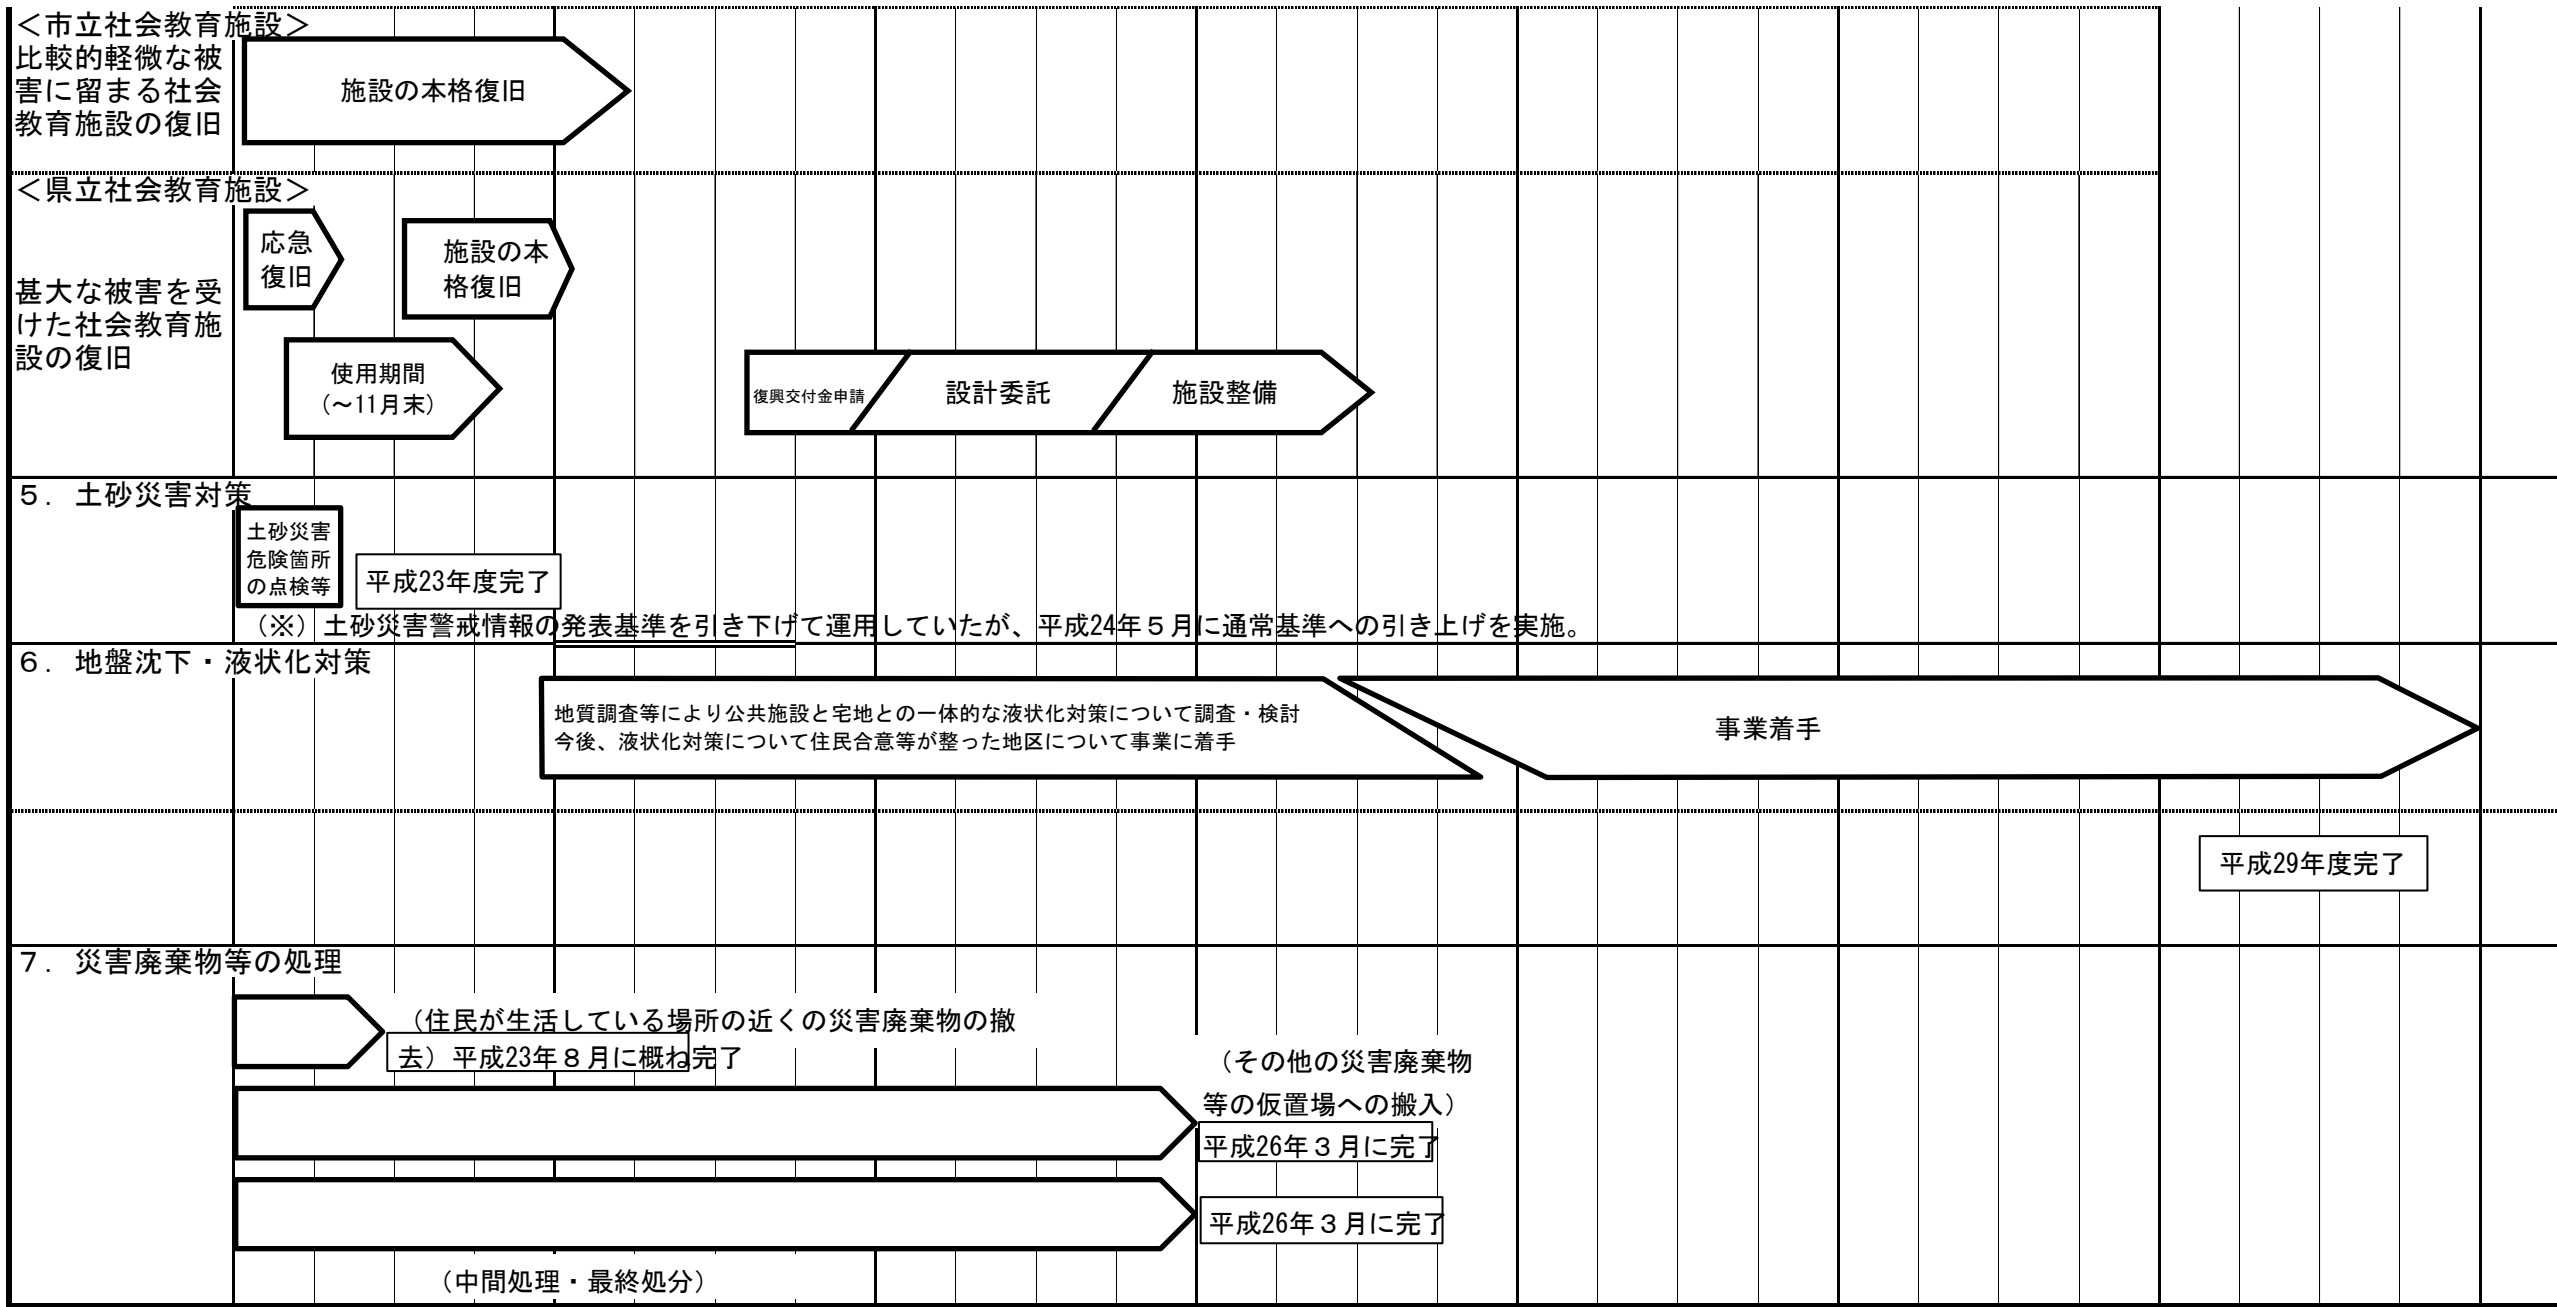 ＜市立社会教育施設＞
比較的軽微な被
害に留まる社会
教育施設の復旧
施設の本格復旧
＜県立社会教育施設＞
甚大な被害を受
けた社会教育施
設の復旧
応急
復旧
施設の本
格復旧
使用期間
（～11月末）
復興交付金申請
設計委託
施設整備
５．土砂災害対策
土砂災害
危険箇所
の点検等
平成23年度完了
（※）土砂災害警戒情報の発表基準を引き下げて運用していたが、平成24年５月に通常基準への引き上げを実施。
６．地盤沈下・液状化対策
地質調査等により公共施設と宅地との一体的な液状化対策について調査・検討
今後、液状化対策について住民合意等が整った地区について事業に着手
事業着手
平成29年度完了
７．災害廃棄物等の処理
（住民が生活している場所の近くの災害廃棄物の撤
去）平成23年８月に概ね完了
（その他の災害廃棄物
等の仮置場への搬入）
平成26年３月に完了
平成26年３月に完了
（中間処理・最終処分）